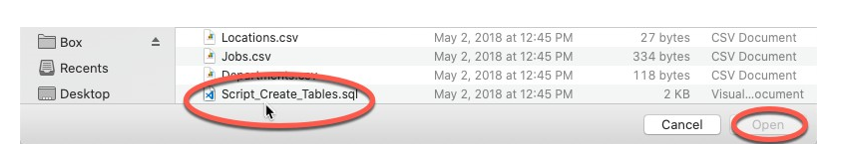 Box Locations.csv May 2, 2018 at 12:45 PM 27 bytes CSV Document
Jobs.csv May 2, 2018 at 12:45 PM 334 bytes CSV Document
Recents Departments.csv May 2, 2018 at 12:45 PM 118 bytes CSV Document
Desktop Script_Create_Tables.sql May 2, 2018 at 12:45 PM 2 KB Visual...ocument
Cancel Open